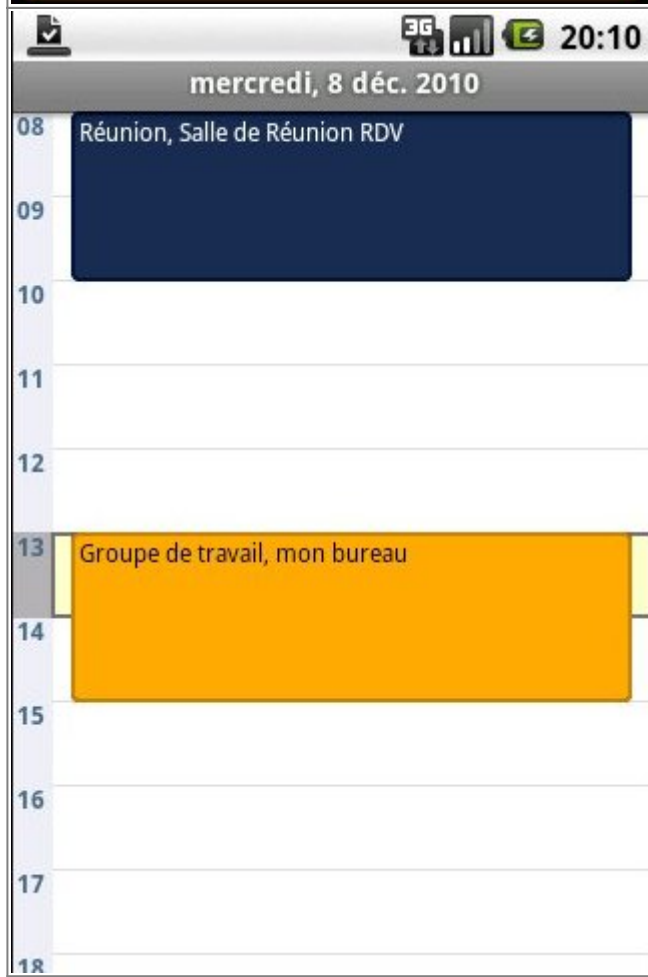 3G 20:10
mercredi, 8 déc. 2010
08 Réunion, Salle de Réunion RDV
09
10
11
12
13 Groupe de travail, mon bureau
14
15
16
17
18